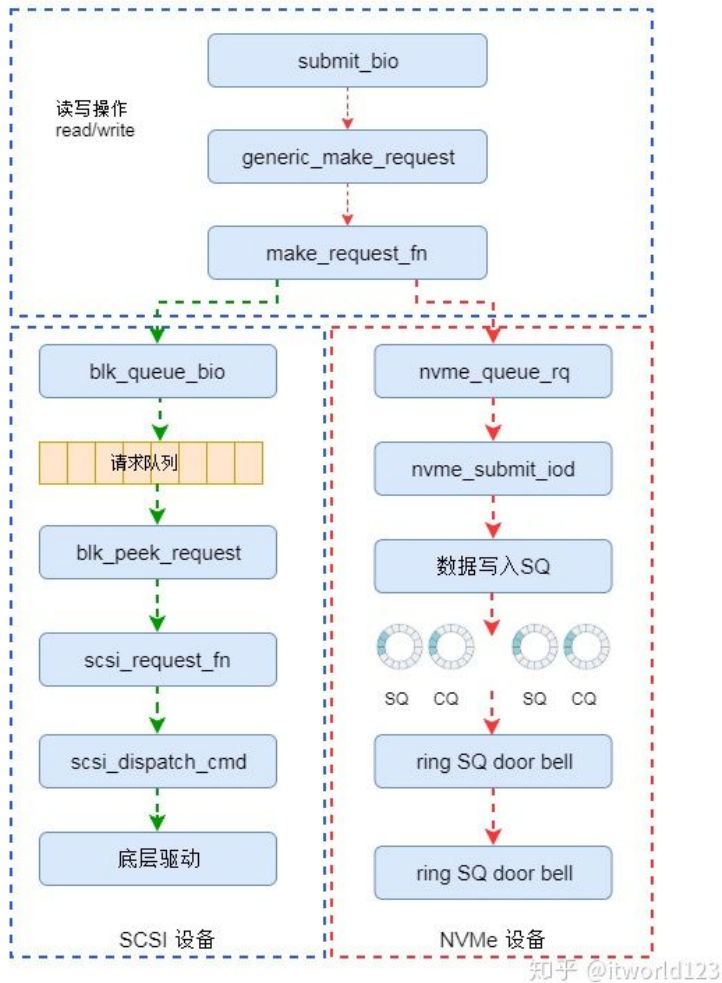 submit_bio
读写操作
read/write
generic_make_request
make_request_fn
blk_queue_bio
请求队列
blk_peek_request
scsi_request_fn
scsi_dispatch_cmd
底层驱动
SCSI 设备
nvme_queue_rq
nvme_submit_iod
数据写入SQ
SQ CQ SQ CQ
ring SQ door bell
ring SQ door bell
NVMe 设备
知乎 @itworld123